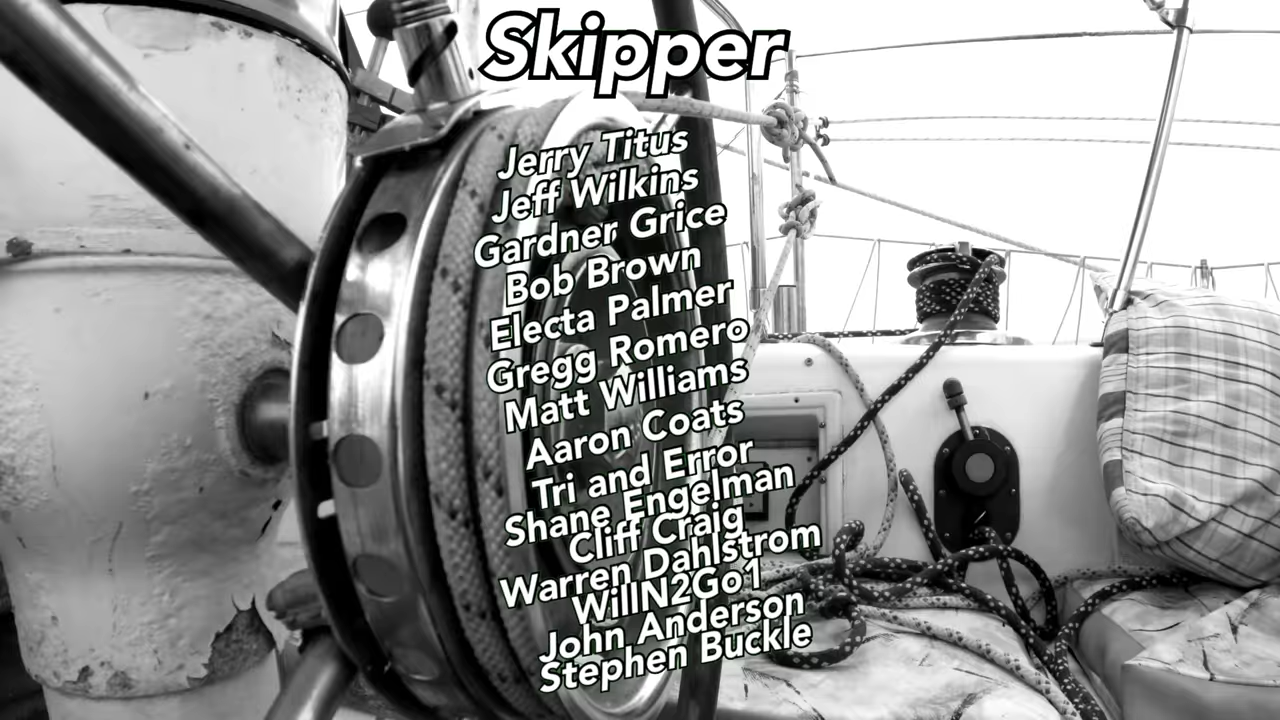 Skipper
Jerry Titus
Jeff Wilkins
Gardner Grice
Bob Brown
Electa Palmer
Gregg Romero
Matt Williams
Aaron Coats
Tri and Error
Shane Engelman
Cliff Craig
Warren Dahlstrom
WillN2Go1
John Anderson
Stephen Buckle